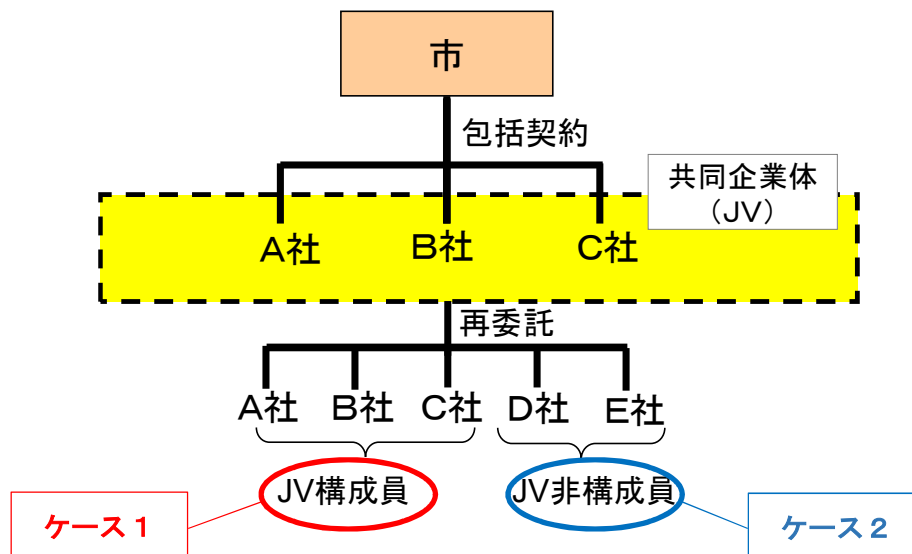 市
包括契約
共同企業体
（ＪＶ）
Ａ社
Ｂ社
Ｃ社
再委託
Ａ社
Ｂ社
Ｃ社
Ｄ社
Ｅ社
JV構成員
JV非構成員
ケース１
ケース２